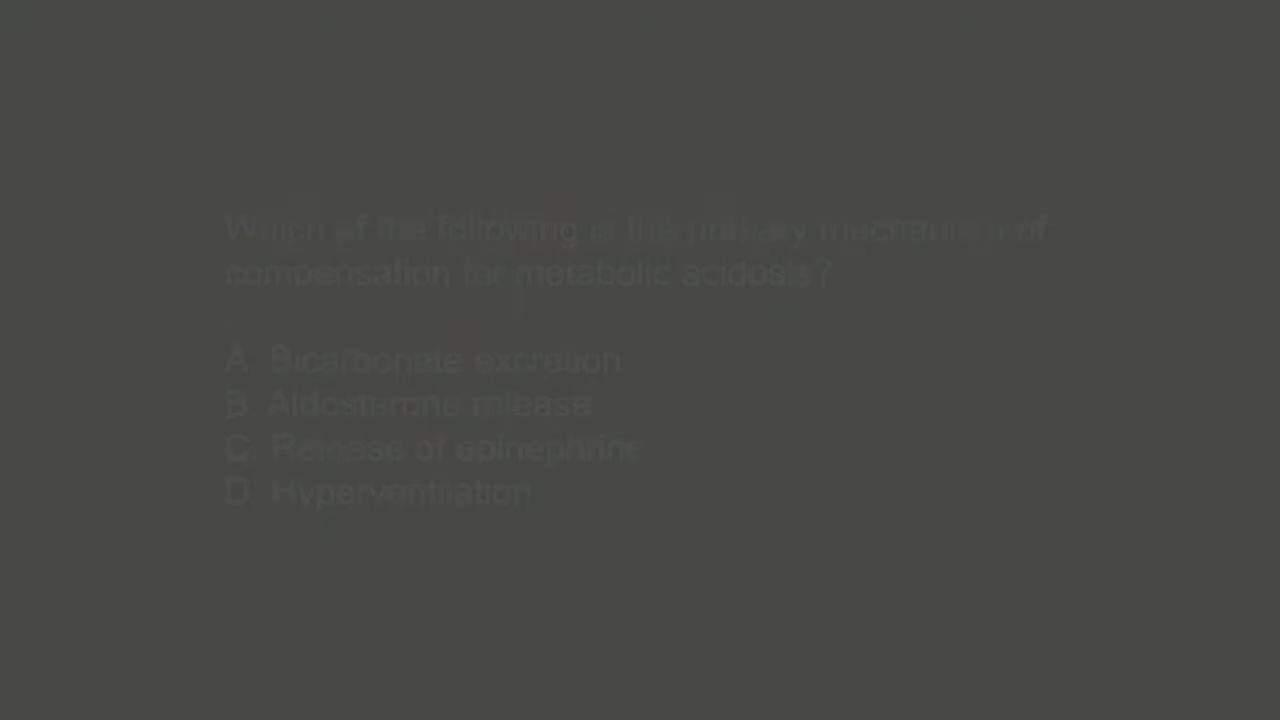 Which of the following is the primary mechanism of
compensation for metabolic acidosis?
A. Bicarbonate excretion
B. Aldosterone release
C. Release of epinephrine
D. Hyperventilation